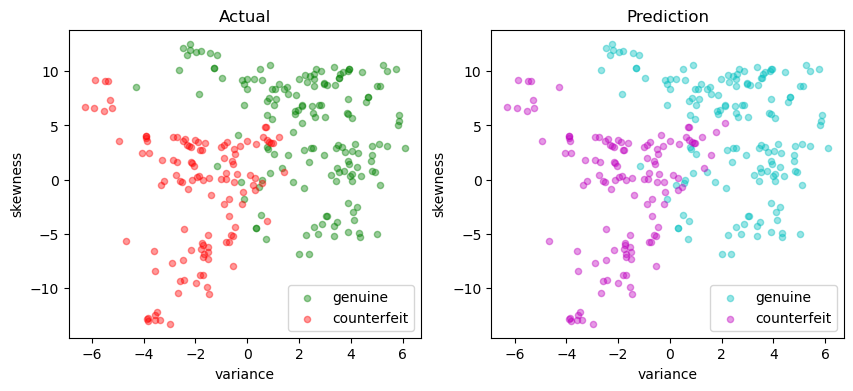 Actual
Prediction
skewness
10
5
0
−5
−10
−6 −4 −2 0 2 4 6
variance
genuine
counterfeit
skewness
10
5
0
−5
−10
−6 −4 −2 0 2 4 6
variance
genuine
counterfeit